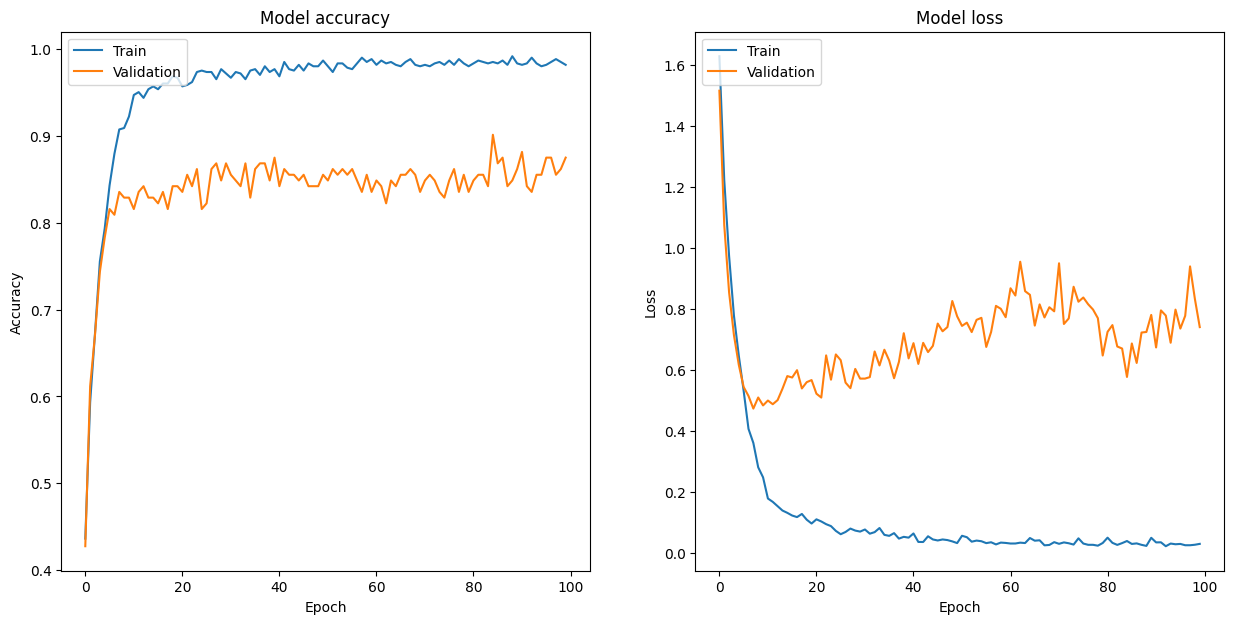 Model accuracy
Train
Validation
1.0
0.9
0.8
0.7
0.6
0.5
0.4
Accuracy
0 20 40 60 80 100
Epoch
Model loss
Train
Validation
1.6
1.4
1.2
1.0
0.8
0.6
0.4
0.2
0.0
Loss
0 20 40 60 80 100
Epoch